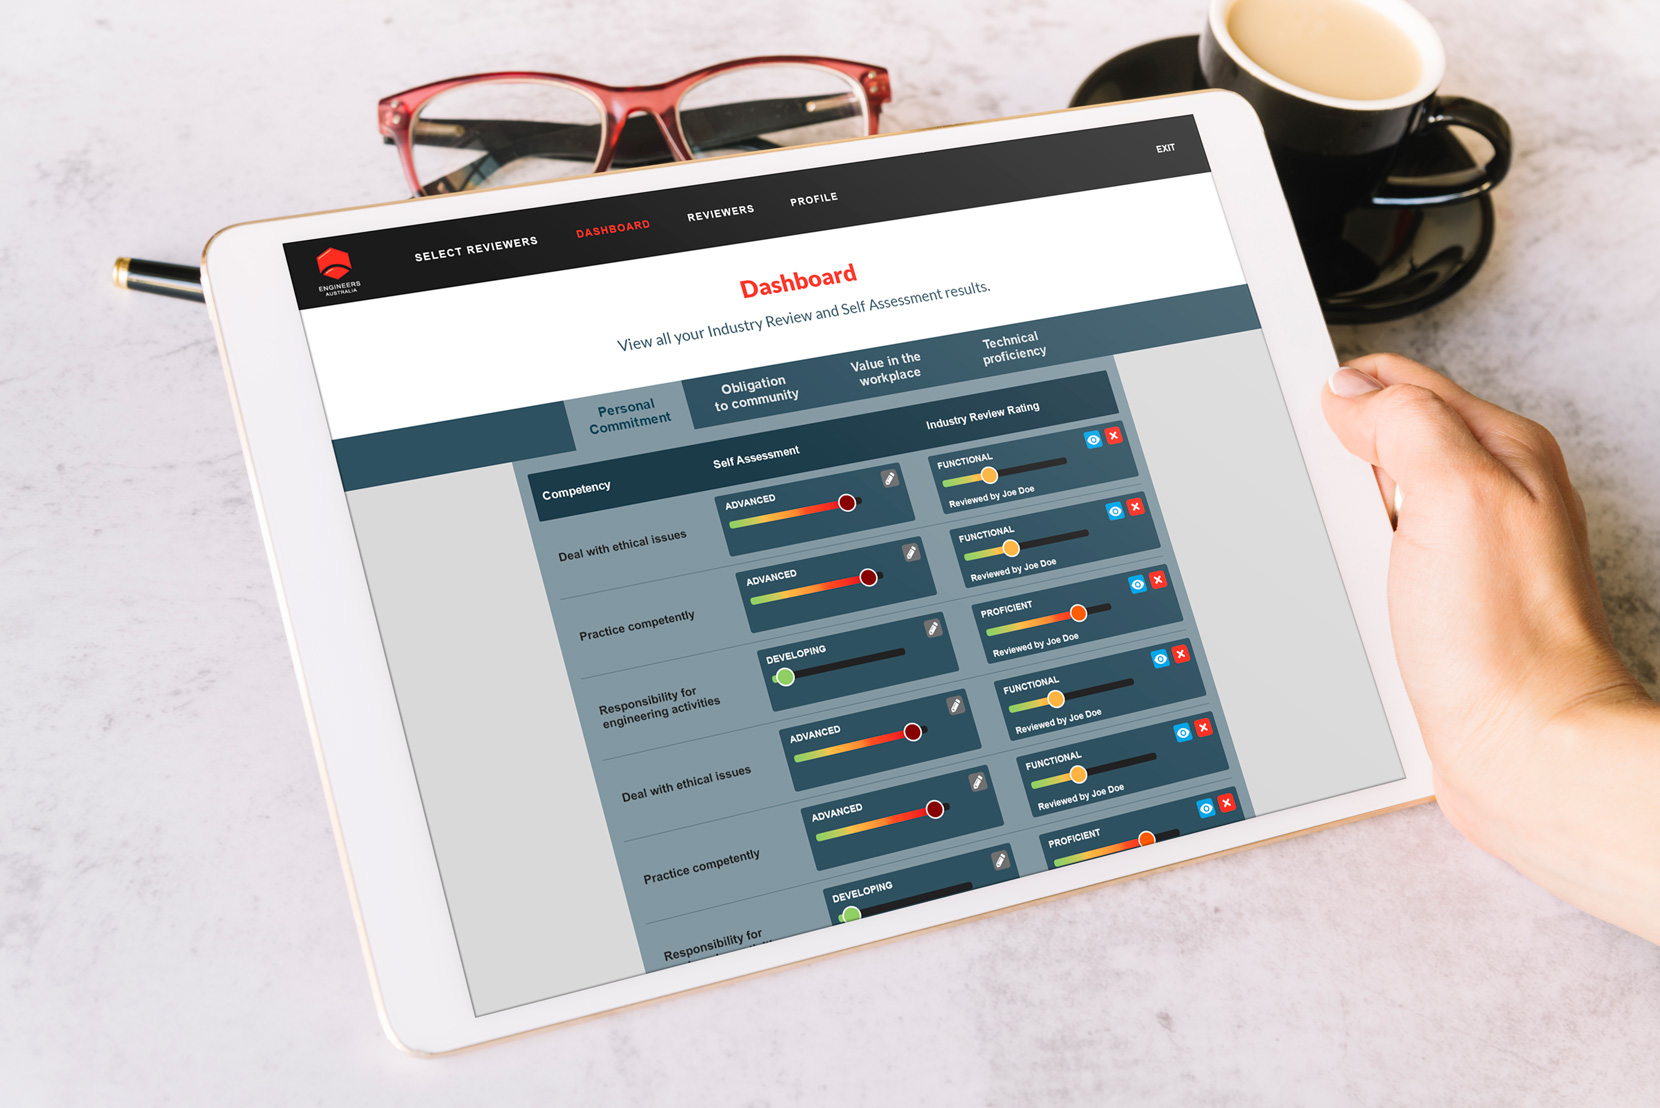 ENGINEERS
AUSTRALIA
SELECT REVIEWERS
DASHBOARD
REVIEWERS
PROFILE
EXIT
Dashboard
View all your Industry Review and Self Assessment results.
Personal
Commitment
Obligation
to community
Value in the
workplace
Technical
proficiency
Competency
Self Assessment
Industry Review Rating
Deal with ethical issues
ADVANCED
FUNCTIONAL
Reviewed by Joe Doe
Practice competently
ADVANCED
FUNCTIONAL
Reviewed by Joe Doe
Responsibility for
engineering activities
DEVELOPING
PROFICIENT
Reviewed by Joe Doe
Deal with ethical issues
ADVANCED
FUNCTIONAL
Reviewed by Joe Doe
Practice competently
ADVANCED
FUNCTIONAL
Reviewed by Joe Doe
Responsibility for
DEVELOPING
PROFICIENT